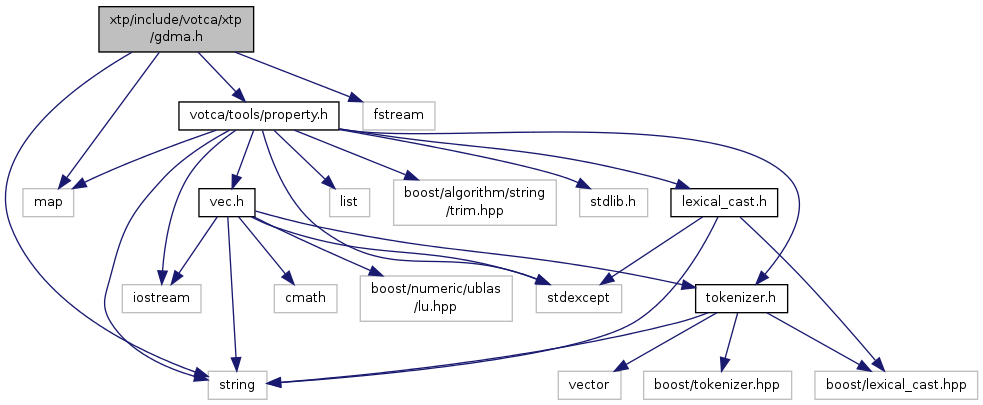 xtp/include/votca/xtp
/gdma.h
votca/tools/property.h
fstream
map
vec.h
list
boost/algorithm/string
/trim.hpp
stdlib.h
lexical_cast.h
iostream
cmath
boost/numeric/ublas
/lu.hpp
stdexcept
tokenizer.h
string
vector
boost/tokenizer.hpp
boost/lexical_cast.hpp